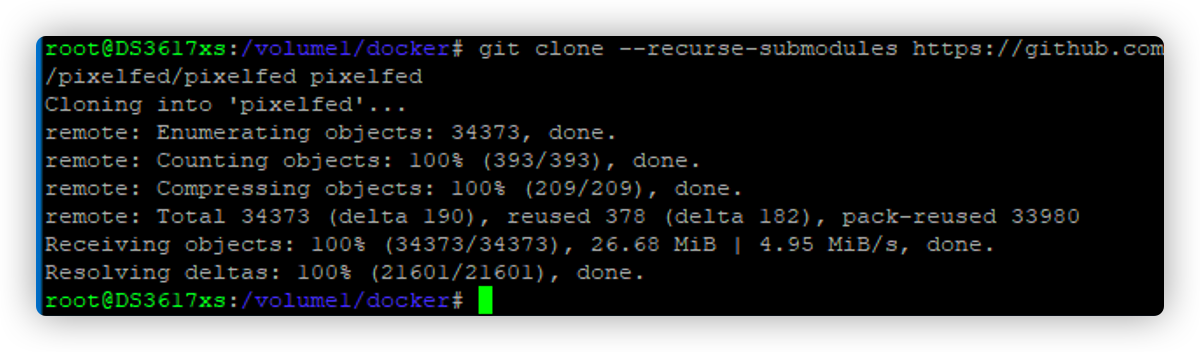 root@DS3617xs:/volume1/docker# git clone --recurse-submodules https://github.com
/pixelfed/pixelfed pixelfed
Cloning into 'pixelfed'...
remote: Enumerating objects: 34373, done.
remote: Counting objects: 100% (393/393), done.
remote: Compressing objects: 100% (209/209), done.
remote: Total 34373 (delta 190), reused 378 (delta 182), pack-reused 33980
Receiving objects: 100% (34373/34373), 26.68 MiB | 4.95 MiB/s, done.
Resolving deltas: 100% (21601/21601), done.
root@DS3617xs:/volume1/docker#